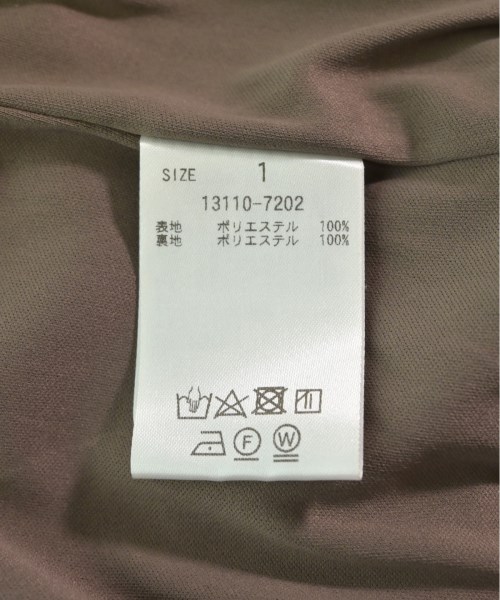 SIZE 1
13110-7202
表地 ポリエステル 100%
裏地 ポリエステル 100%
F W